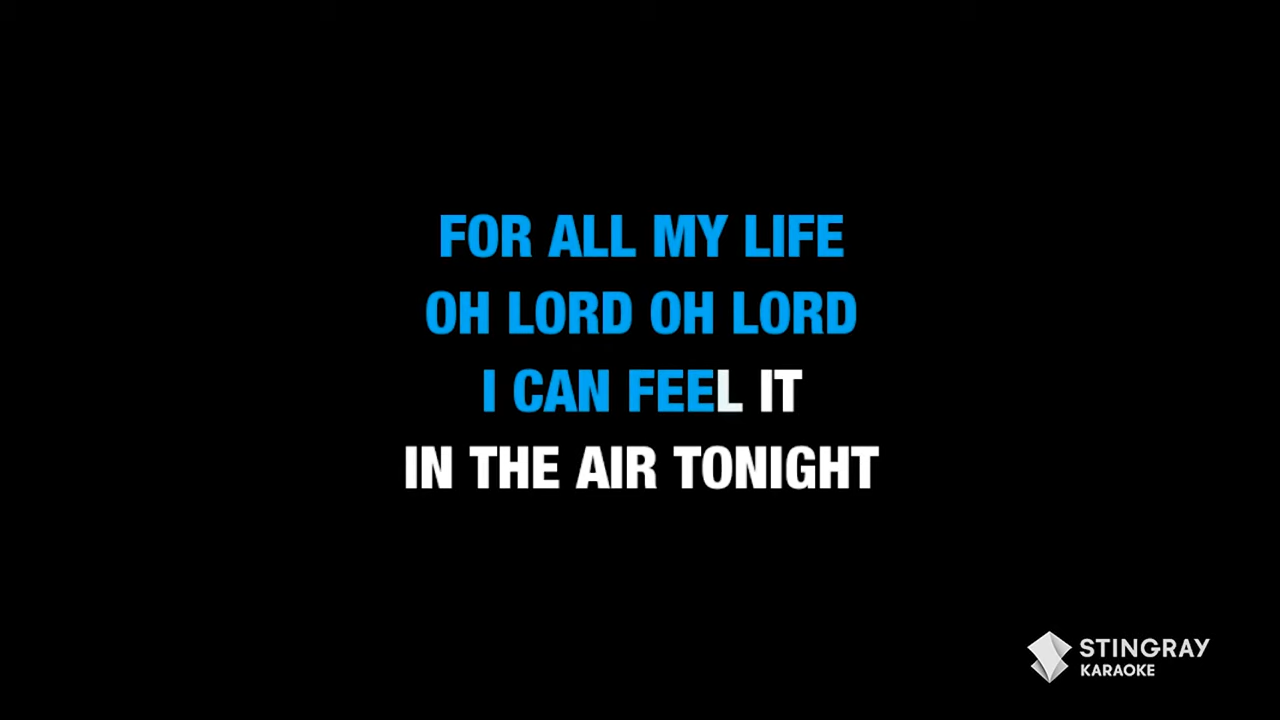 FOR ALL MY LIFE
OH LORD OH LORD
I CAN FEEL IT
IN THE AIR TONIGHT
STINGRAY
KARAOKE